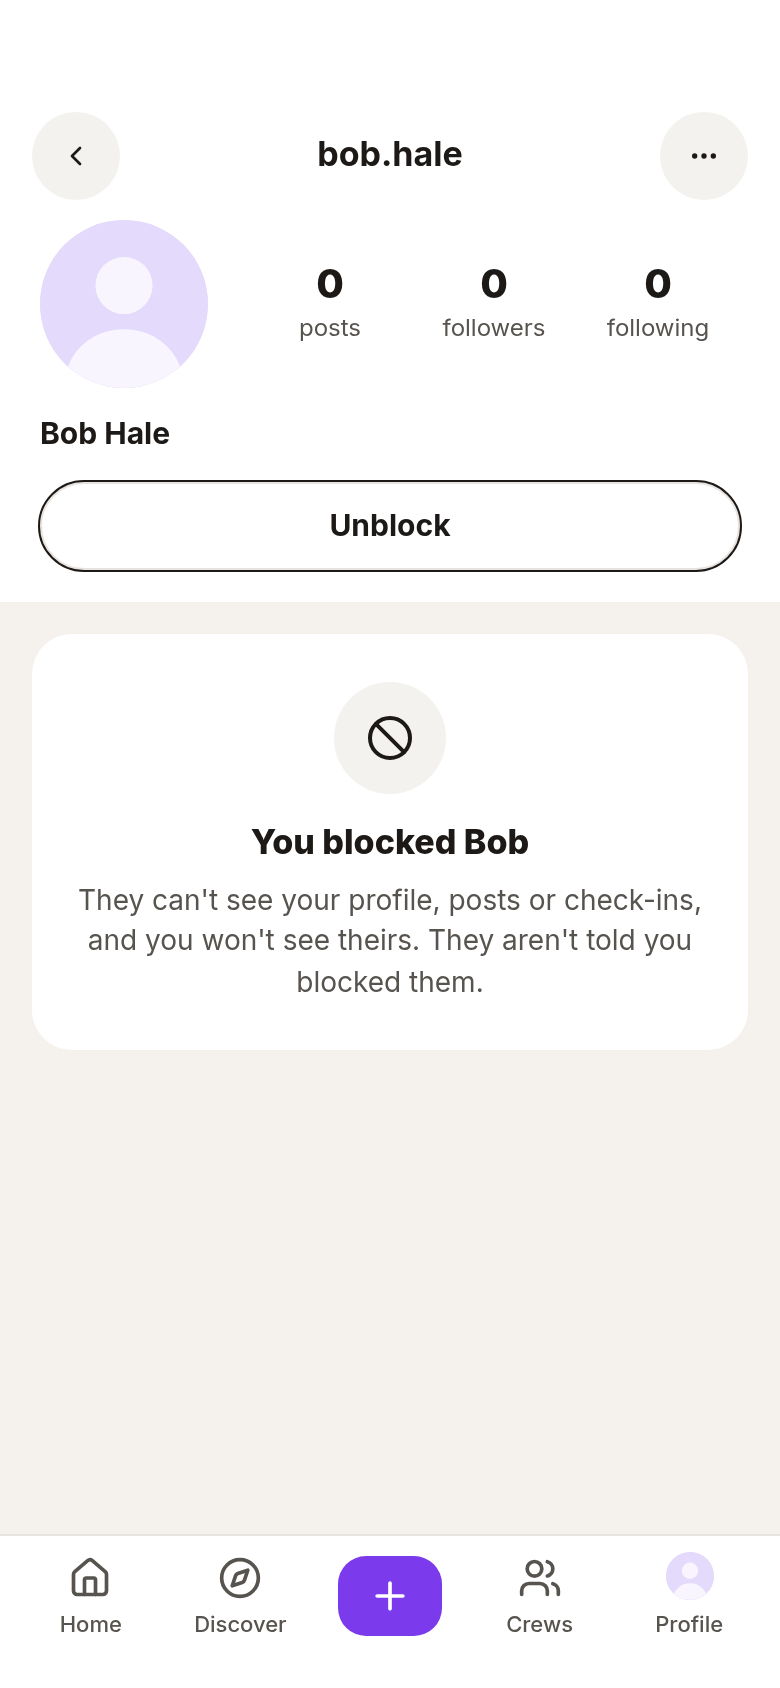 bob.hale
0 0 0
posts followers following
Bob Hale
Unblock
You blocked Bob
They can't see your profile, posts or check-ins,
and you won't see theirs. They aren't told you
blocked them.
Home Discover Crews Profile